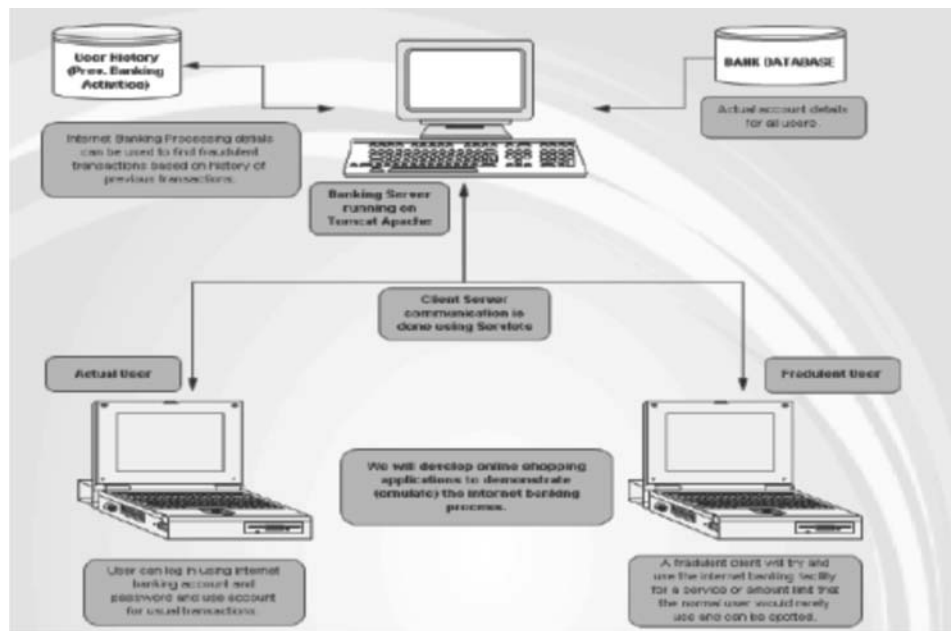 User History
(Prev. Banking
Activities)
BANK DATABASE
Internet Banking Processing details
can be used to find fraudulent
transactions based on history of
previous transactions.
Actual account details
for all users.
Banking Server
running on
Tomcat Apache
Client Server
communication is
done using Servlets
Actual User
Fradulent User
We will develop online shopping
applications to demonstrate
(emulate) the internet banking
process.
User can log in using internet
banking account and
password and use account
for usual transactions.
A fradulent client will try and
use the internet banking facility
for a service or amount limit that
the normal user would rarely
use and can be spotted.